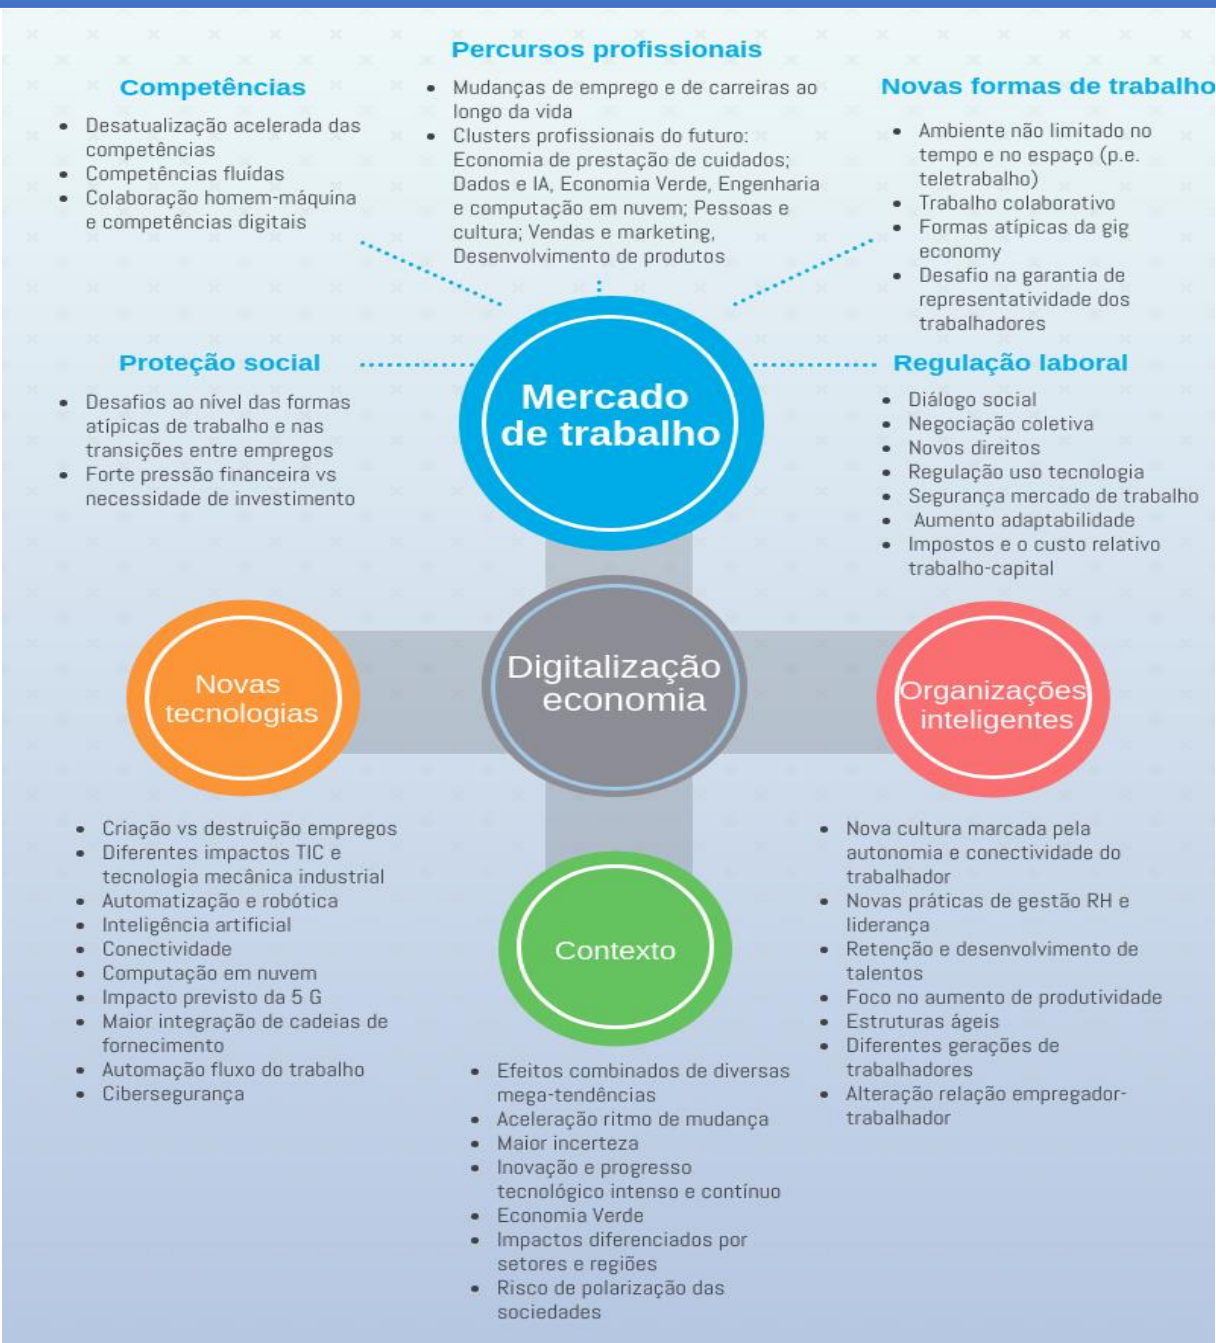 Percursos profissionais
Mudanças de emprego e de carreiras ao
longo da vida
Clusters profissionais do futuro:
Economia de prestação de cuidados;
Dados e IA, Economia Verde, Engenharia
e computação em nuvem; Pessoas e
cultura; Vendas e marketing,
Desenvolvimento de produtos
Competências
Desatualização acelerada das
competências
Competências fluídas
Colaboração homem-máquina
e competências digitais
Novas formas de trabalho
Ambiente não limitado no
tempo e no espaço (p.e.
teletrabalho)
Trabalho colaborativo
Formas atípicas da gig
economy
Desafio na garantia de
representatividade dos
trabalhadores
Proteção social
Desafios ao nível das formas
atípicas de trabalho e nas
transições entre empregos
Forte pressão financeira vs
necessidade de investimento
Mercado
de trabalho
Regulação laboral
Diálogo social
Negociação coletiva
Novos direitos
Regulação uso tecnologia
Segurança mercado de trabalho
Aumento adaptabilidade
Impostos e o custo relativo
trabalho-capital
Novas
tecnologias
Digitalização
economia
Organizações
inteligentes
Criação vs destruição empregos
Diferentes impactos TIC e
tecnologia mecânica industrial
Automatização e robótica
Inteligência artificial
Conectividade
Computação em nuvem
Impacto previsto da 5 G
Maior integração de cadeias de
fornecimento
Automação fluxo do trabalho
Cibersegurança
Contexto
Efeitos combinados de diversas
mega-tendências
Aceleração ritmo de mudança
Maior incerteza
Inovação e progresso
tecnológico intenso e contínuo
Economia Verde
Impactos diferenciados por
setores e regiões
Risco de polarização das
sociedades
Nova cultura marcada pela
autonomia e conectividade do
trabalhador
Novas práticas de gestão RH e
liderança
Retenção e desenvolvimento de
talentos
Foco no aumento de produtividade
Estruturas ágeis
Diferentes gerações de
trabalhadores
Alteração relação empregador-
trabalhador